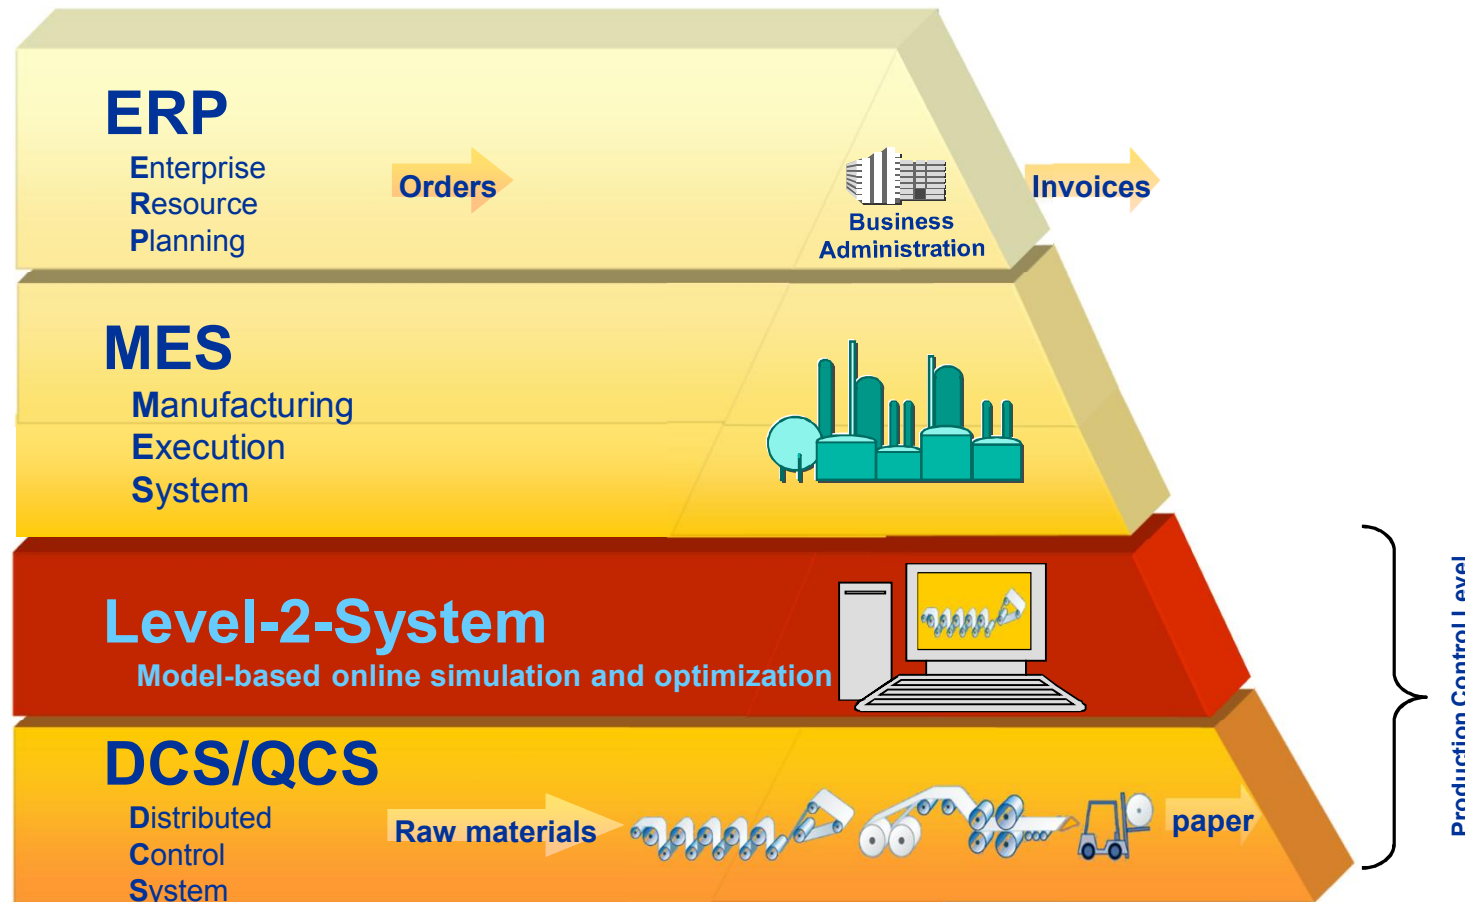 ERP
Enterprise
Resource
Planning
Orders
Business
Administration
Invoices
MES
Manufacturing
Execution
System
Level-2-System
Model-based online simulation and optimization
DCS/QCS
Distributed
Control
System
Raw materials
paper
Production Control Level